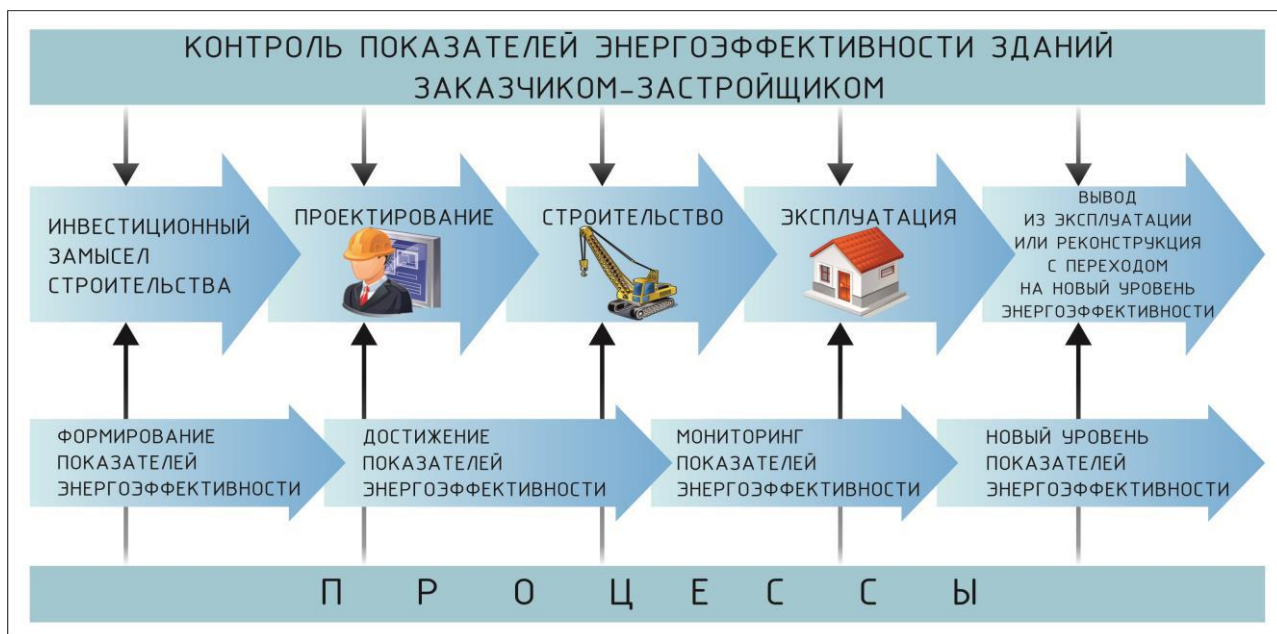 КОНТРОЛЬ ПОКАЗАТЕЛЕЙ ЭНЕРГОЭФФЕКТИВНОСТИ ЗДАНИЙ
ЗАКАЗЧИКОМ-ЗАСТРОЙЩИКОМ
ИНВЕСТИЦИОННЫЙ
ЗАМЫСЕЛ
СТРОИТЕЛЬСТВА
ПРОЕКТИРОВАНИЕ
СТРОИТЕЛЬСТВО
ЭКСПЛУАТАЦИЯ
ВЫВОД
ИЗ ЭКСПЛУАТАЦИИ
ИЛИ РЕКОНСТРУКЦИЯ
С ПЕРЕХОДОМ
НА НОВЫЙ УРОВЕНЬ
ЭНЕРГОЭФФЕКТИВНОСТИ
ФОРМИРОВАНИЕ
ПОКАЗАТЕЛЕЙ
ЭНЕРГОЭФФЕКТИВНОСТИ
ДОСТИЖЕНИЕ
ПОКАЗАТЕЛЕЙ
ЭНЕРГОЭФФЕКТИВНОСТИ
МОНИТОРИНГ
ПОКАЗАТЕЛЕЙ
ЭНЕРГОЭФФЕКТИВНОСТИ
НОВЫЙ УРОВЕНЬ
ПОКАЗАТЕЛЕЙ
ЭНЕРГОЭФФЕКТИВНОСТИ
ПРОЦЕССЫ